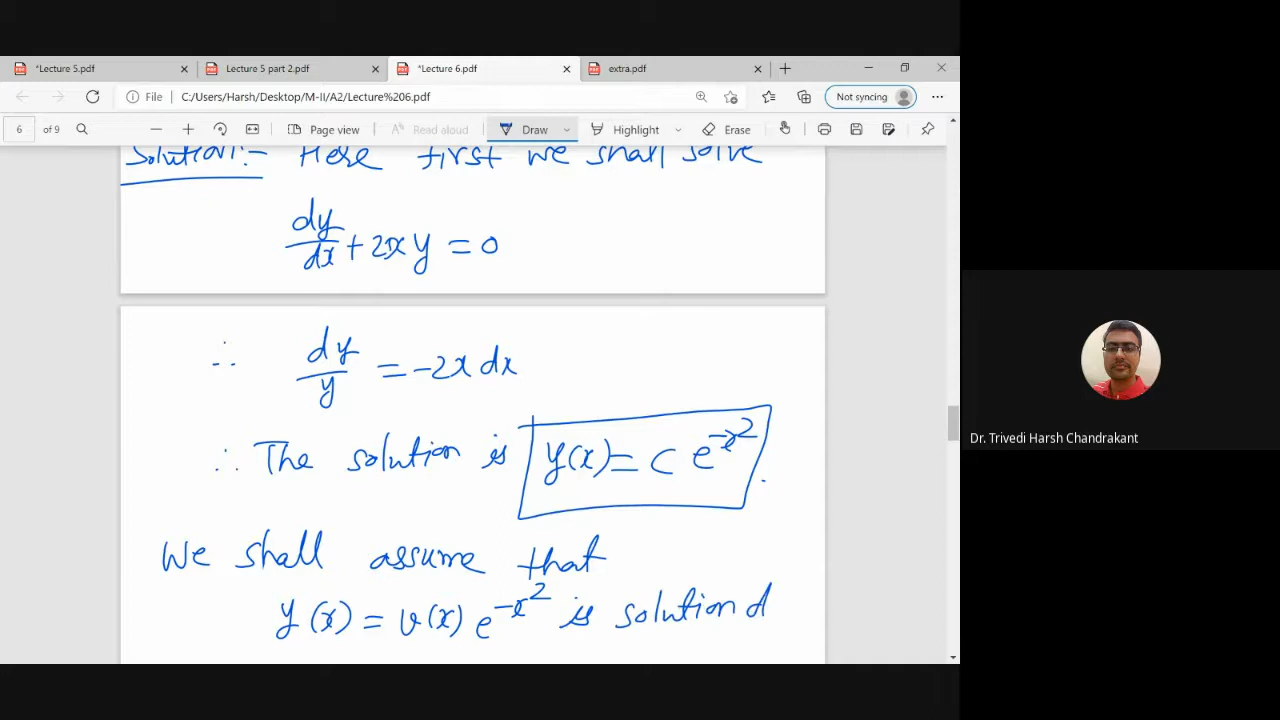 *Lecture 5.pdf
Lecture 5 part 2.pdf
*Lecture 6.pdf
extra.pdf
File
C:/Users/Harsh/Desktop/M-II/A2/Lecture%206.pdf
Not syncing
6 of 9
Page view
Read aloud
Draw
Highlight
Erase
Solution:- Here first we shall solve
dy/dx + 2xy = 0
∴ dy/y = -2x dx
∴ The solution is y(x) = c e^{-x^2}.
We shall assume that
y(x) = v(x) e^{-x^2} is solution of
Dr. Trivedi Harsh Chandrakant